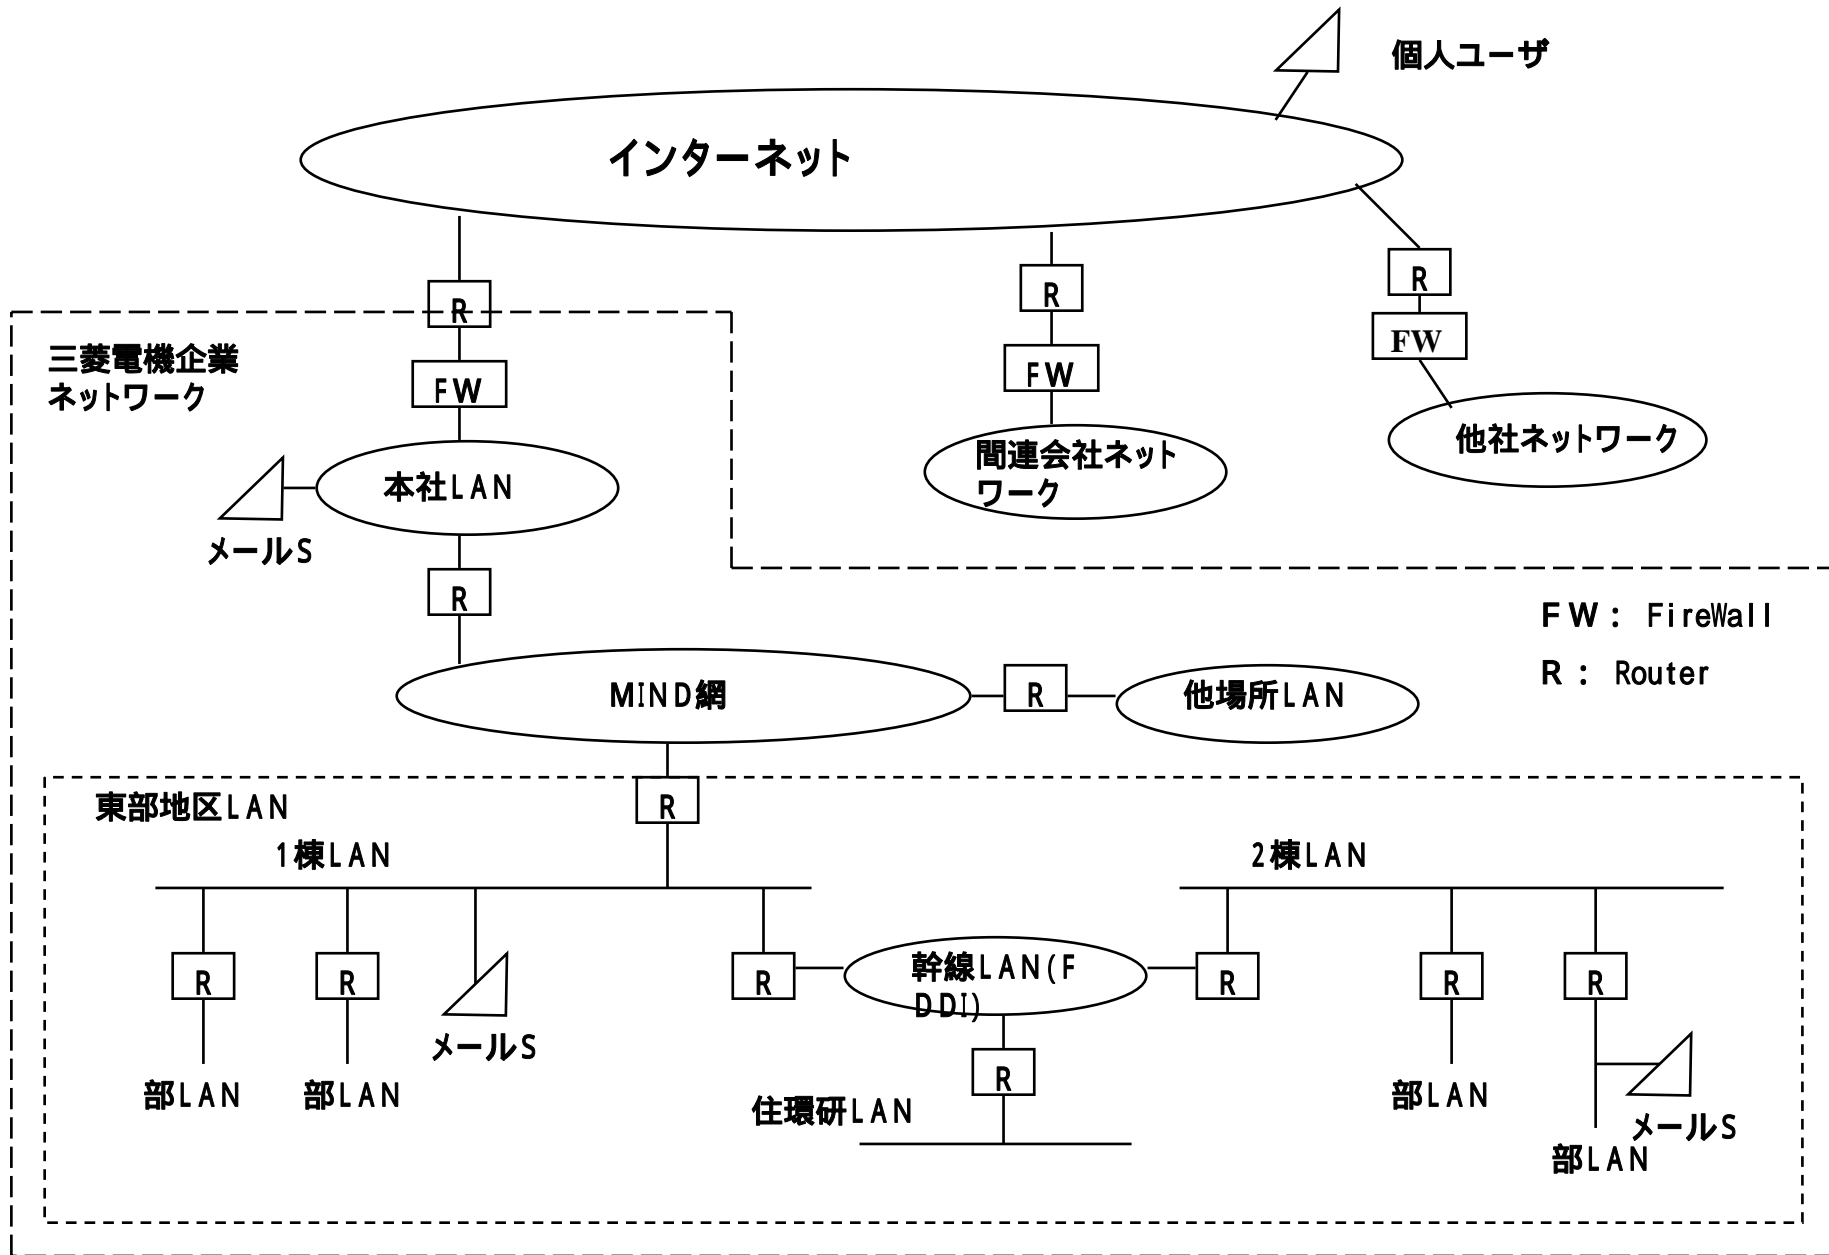 個人ユーザ
インターネット
R
R
R
FW
三菱電機企業
ネットワーク
FW
FW
他社ネットワーク
間連会社ネット
ワーク
本社LAN
メールS
R
FW: FireWall
R: Router
MIND網
R
他場所LAN
東部地区LAN
R
1棟LAN
2棟LAN
R
R
R
幹線LAN(F
DDI)
R
R
R
メールS
R
部LAN
部LAN
住環研LAN
部LAN
メールS
部LAN